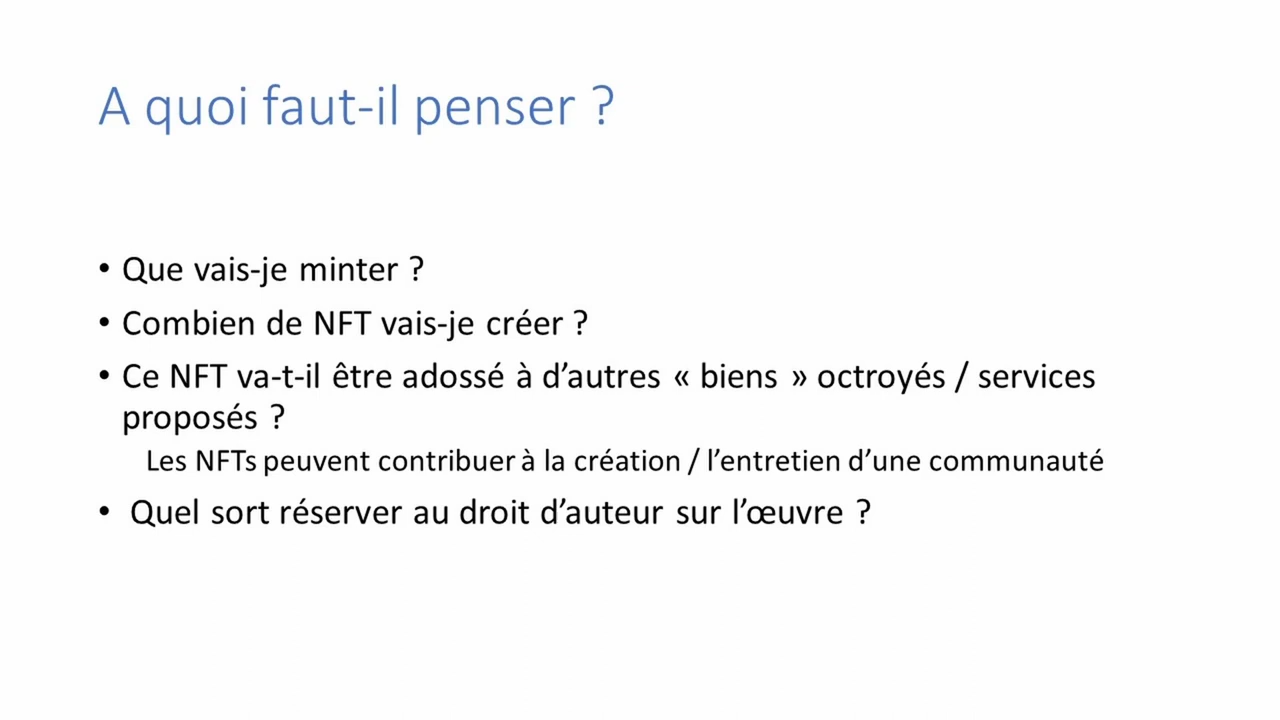 A quoi faut-il penser ?
• Que vais-je minter ?
• Combien de NFT vais-je créer ?
• Ce NFT va-t-il être adossé à d’autres « biens » octroyés / services
proposés ?
Les NFTs peuvent contribuer à la création / l’entretien d’une communauté
• Quel sort réserver au droit d’auteur sur l’œuvre ?